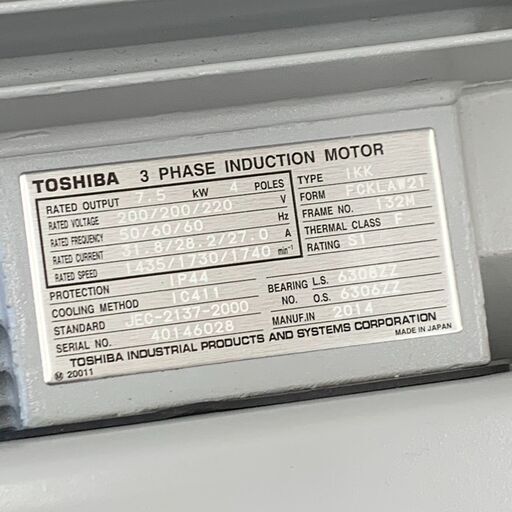 TOSHIBA 3 PHASE INDUCTION MOTOR
RATED OUTPUT 7.5 kW 4 POLES
RATED VOLTAGE 200/200/220 V
RATED FREQUENCY 50/60/60 Hz
RATED CURRENT 31.8/28.2/27.0 A
RATED SPEED 1435/1730/1740 min⁻¹
TYPE IKK
FORM FCKLAW21
FRAME NO. 132M
THERMAL CLASS F
RATING S1
PROTECTION IP44
COOLING METHOD IC411
STANDARD JEC-2137-2000
SERIAL NO. 40146028
BEARING L.S. 6308ZZ
NO. O.S. 6306ZZ
MANUF.IN 2014
TOSHIBA INDUSTRIAL PRODUCTS AND SYSTEMS CORPORATION
MADE IN JAPAN
Ⓜ 20011